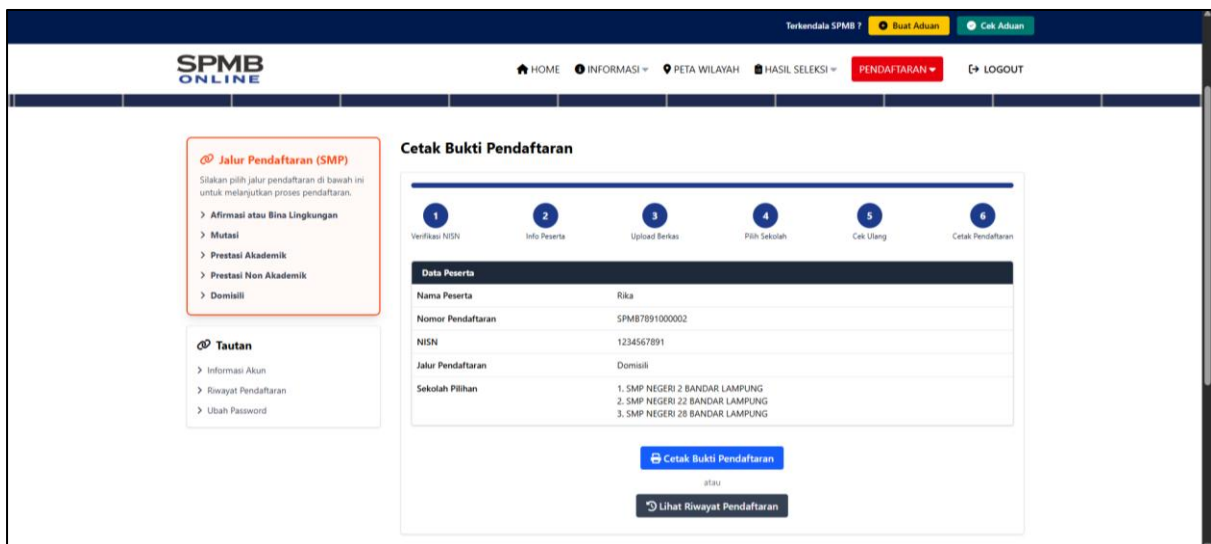 Terkendala SPMB ? Buat Aduan Cek Aduan
SPMB
ONLINE
HOME INFORMASI PETA WILAYAH HASIL SELEKSI PENDAFTARAN LOGOUT
Jalur Pendaftaran (SMP)
Silakan pilih jalur pendaftaran di bawah ini
untuk melanjutkan proses pendaftaran.
Afirmasi atau Bina Lingkungan
Mutasi
Prestasi Akademik
Prestasi Non Akademik
Domisili
Tautan
Informasi Akun
Riwayat Pendaftaran
Ubah Password
Cetak Bukti Pendaftaran
1 2 3 4 5 6
Verifikasi NISN Info Peserta Upload Berkas Pilih Sekolah Cek Ulang Cetak Pendaftaran
Data Peserta
Nama Peserta Rika
Nomor Pendaftaran SPMB7891000002
NISN 1234567891
Jalur Pendaftaran Domisili
Sekolah Pilihan 1. SMP NEGERI 2 BANDAR LAMPUNG
2. SMP NEGERI 22 BANDAR LAMPUNG
3. SMP NEGERI 28 BANDAR LAMPUNG
Cetak Bukti Pendaftaran
atau
Lihat Riwayat Pendaftaran